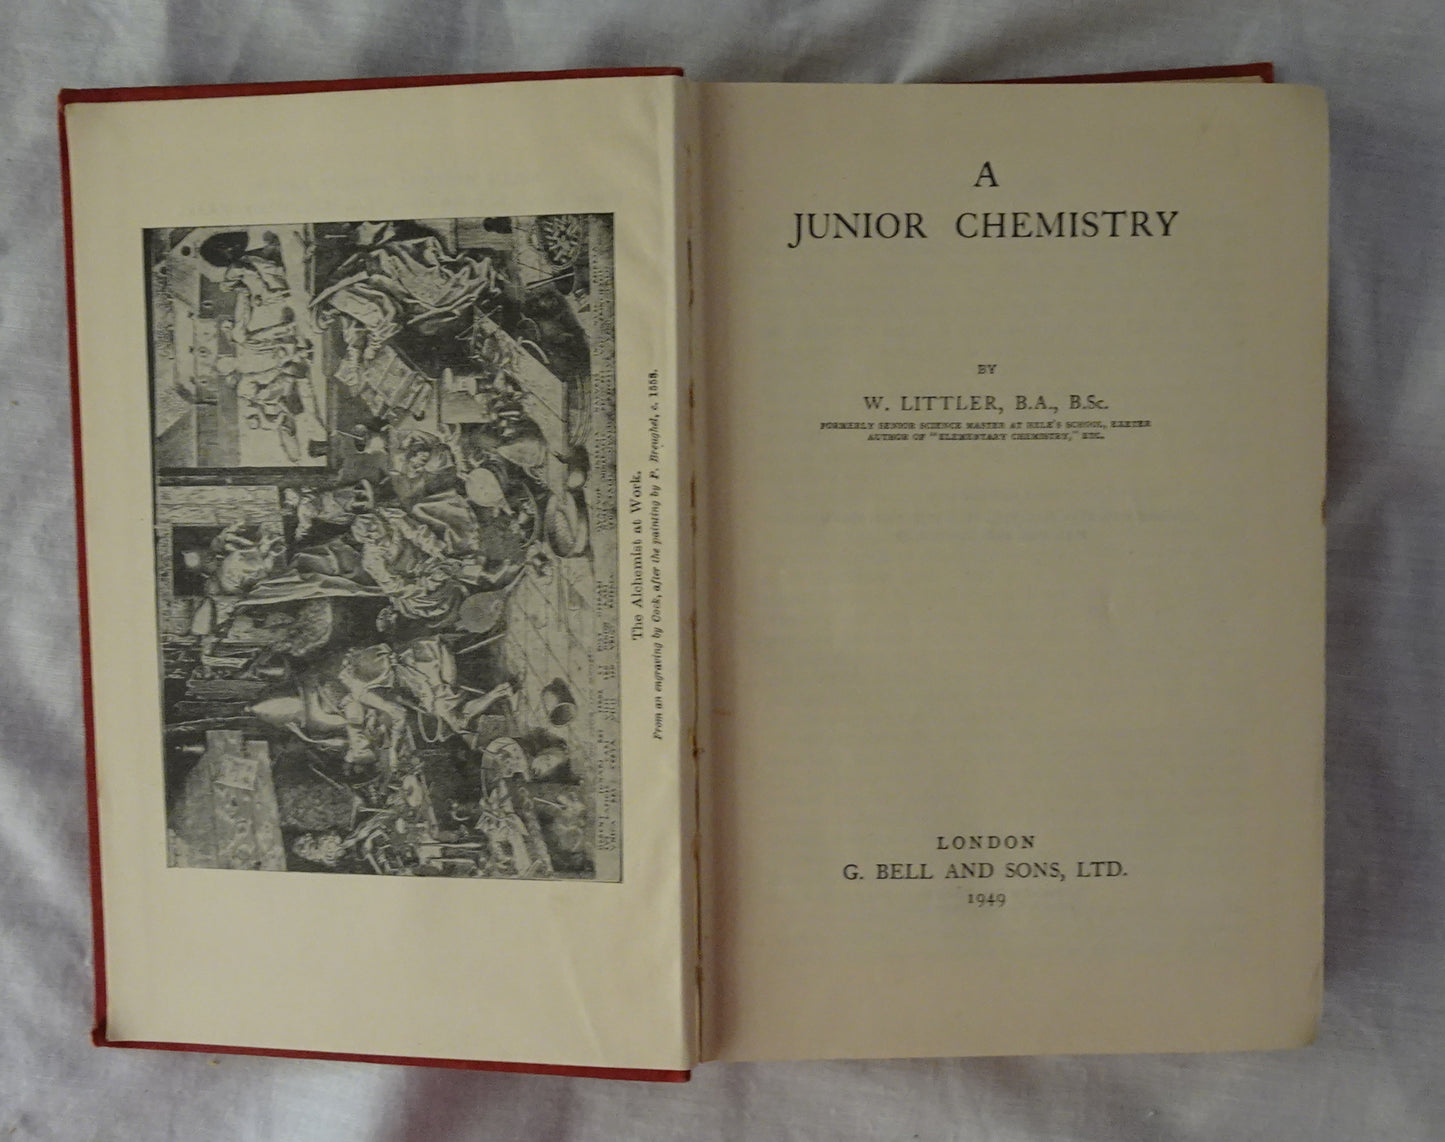 The Alchemist at Work.
From an engraving by Cock, after the painting by P. Breughel, c. 1558.
A
JUNIOR CHEMISTRY
BY
W. LITTLER, B.A., B.Sc.
FORMERLY SENIOR SCIENCE MASTER AT HELE'S SCHOOL, EXETER
AUTHOR OF "ELEMENTARY CHEMISTRY," ETC.
LONDON
G. BELL AND SONS, LTD.
1949